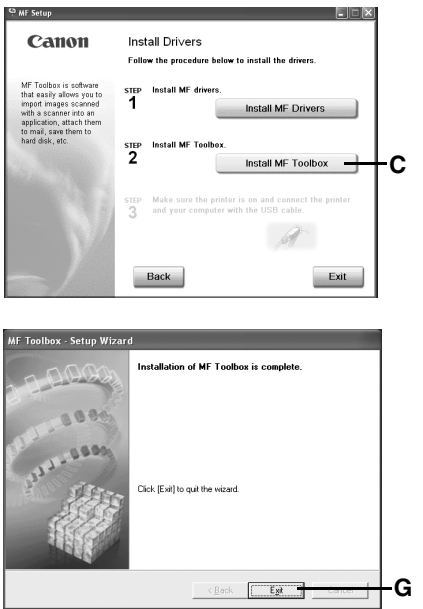 MF Setup
Canon
Install Drivers
Follow the procedure below to install the drivers.
MF Toolbox is software
that easily allows you to
import images scanned
with a scanner into an
application, attach them
to mail, save them to
hard disk, etc.
STEP
1
Install MF drivers.
Install MF Drivers
STEP
2
Install MF Toolbox.
Install MF Toolbox
C
STEP
3
Make sure the printer is on and connect the printer
and your computer with the USB cable.
Back
Exit
MF Toolbox - Setup Wizard
Installation of MF Toolbox is complete.
Click [Exit] to quit the wizard.
< Back
Exit
Cancel
G